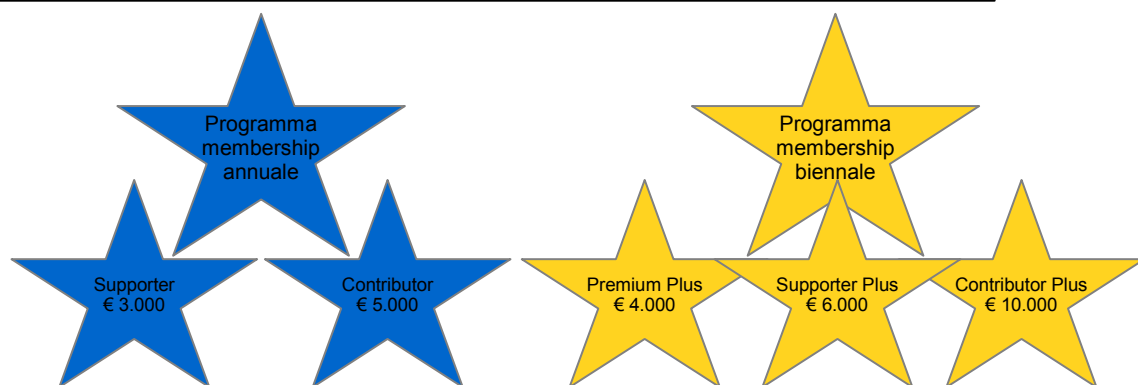 Programma
membership
annuale
Programma
membership
biennale
Supporter
€ 3.000
Contributor
€ 5.000
Premium Plus
€ 4.000
Supporter Plus
€ 6.000
Contributor Plus
€ 10.000